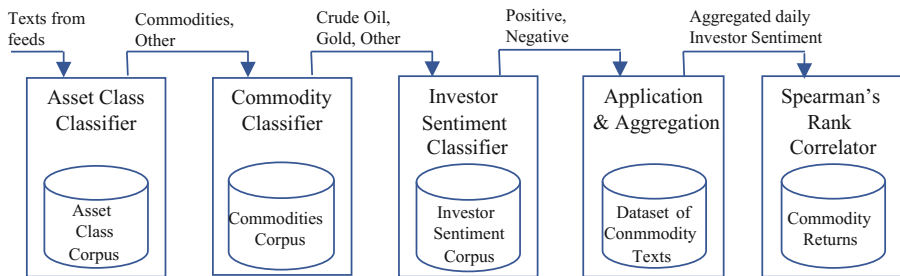 Texts from
feeds
Commodities,
Other
Crude Oil,
Gold, Other
Positive,
Negative
Aggregated daily
Investor Sentiment
Asset Class
Classifier
Asset
Class
Corpus
Commodity
Classifier
Commodities
Corpus
Investor
Sentiment
Classifier
Investor
Sentiment
Corpus
Application
& Aggregation
Dataset of
Conmmodity
Texts
Spearman's
Rank
Correlator
Commodity
Returns